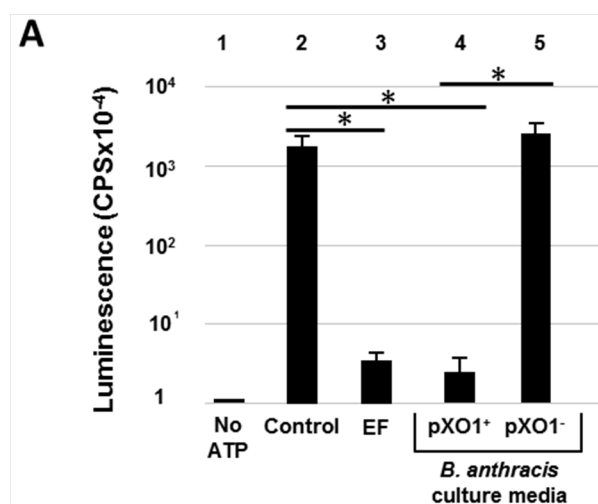 A
1 2 3 4 5
Luminescence (CPSx10⁻⁴)
10⁴
10³
10²
10¹
1
* * *
No ATP Control EF pXO1⁺ pXO1⁻
B. anthracis
culture media